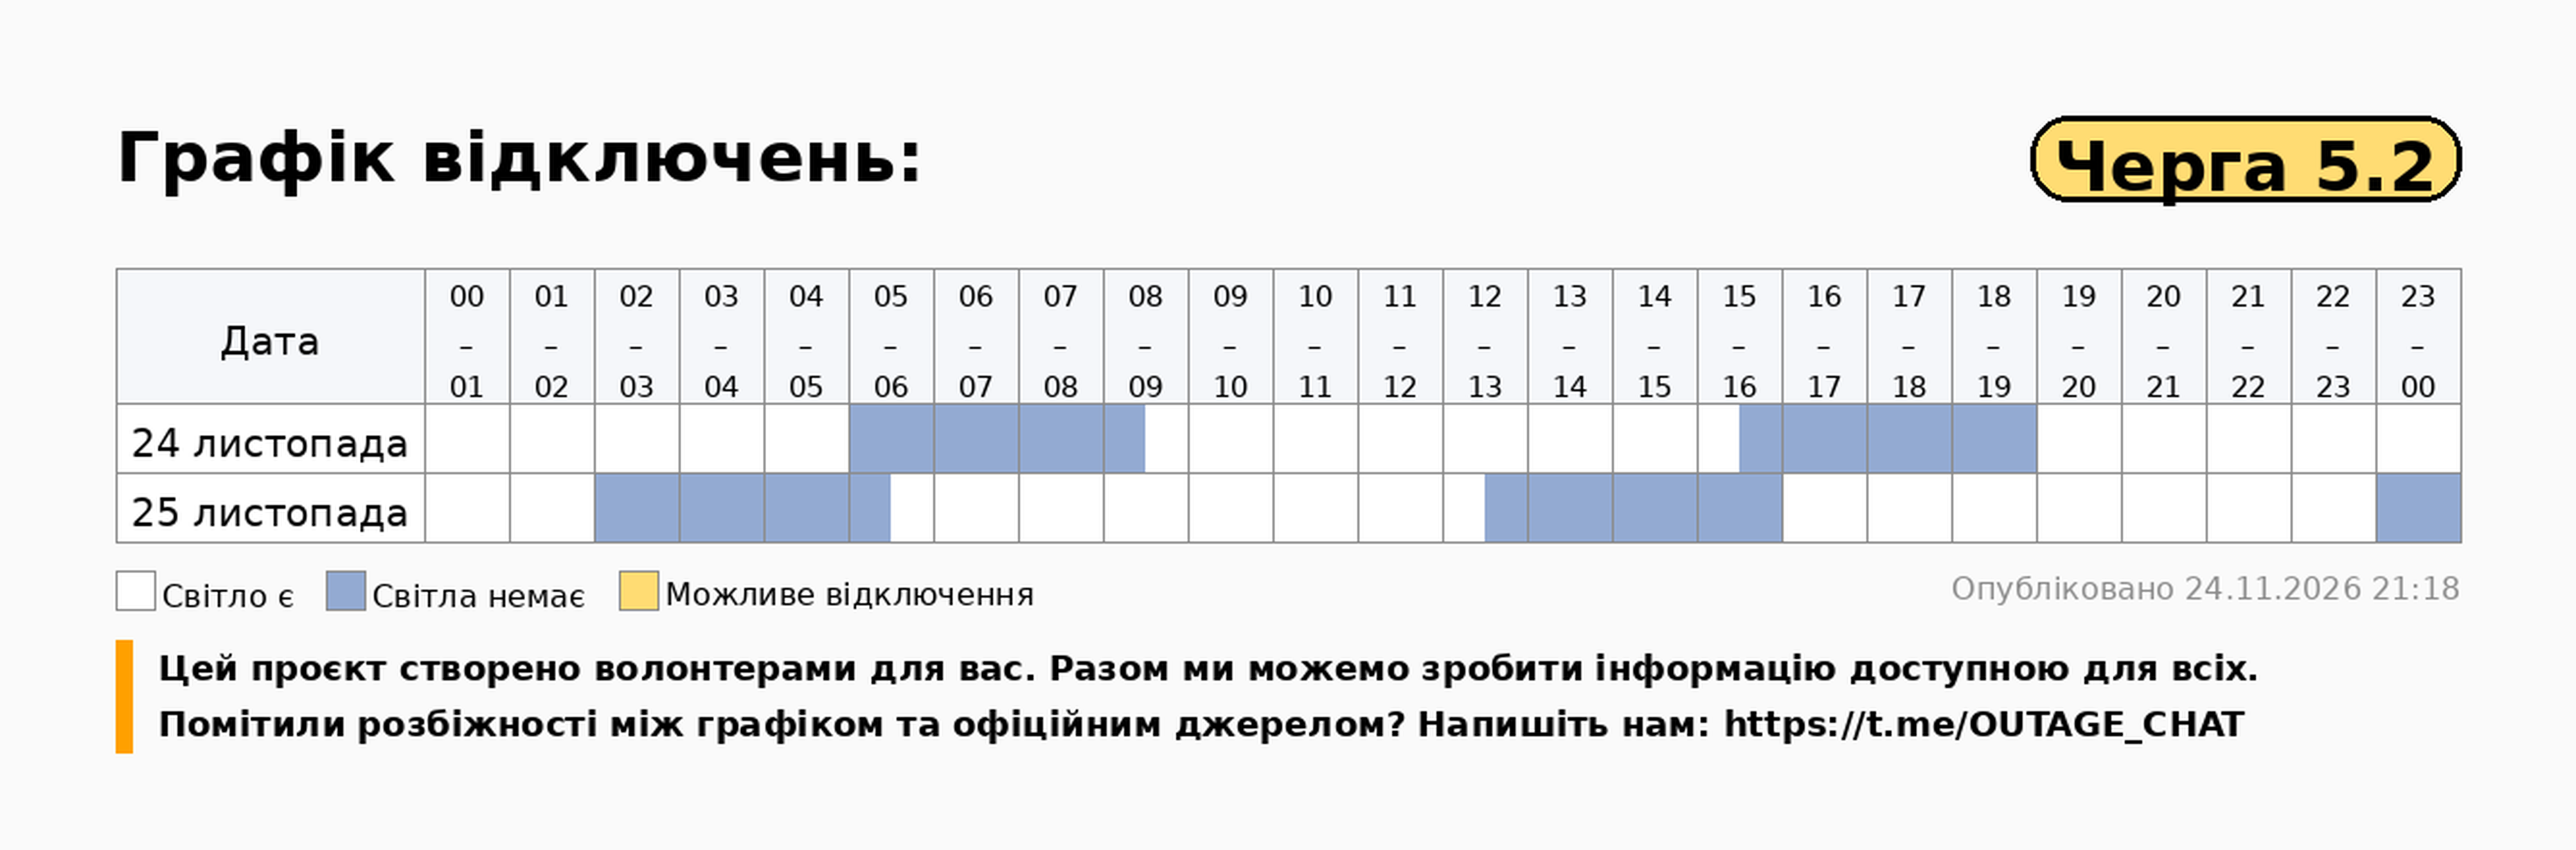 Графік відключень:
Черга 5.2
Дата 00 – 01 01 – 02 02 – 03 03 – 04 04 – 05 05 – 06 06 – 07 07 – 08 08 – 09 09 – 10 10 – 11 11 – 12 12 – 13 13 – 14 14 – 15 15 – 16 16 – 17 17 – 18 18 – 19 19 – 20 20 – 21 21 – 22 22 – 23 23 – 00
24 листопада
25 листопада
Світло є Світла немає Можливе відключення
Опубліковано 24.11.2026 21:18
Цей проєкт створено волонтерами для вас. Разом ми можемо зробити інформацію доступною для всіх.
Помітили розбіжності між графіком та офіційним джерелом? Напишіть нам: https://t.me/OUTAGE_CHAT